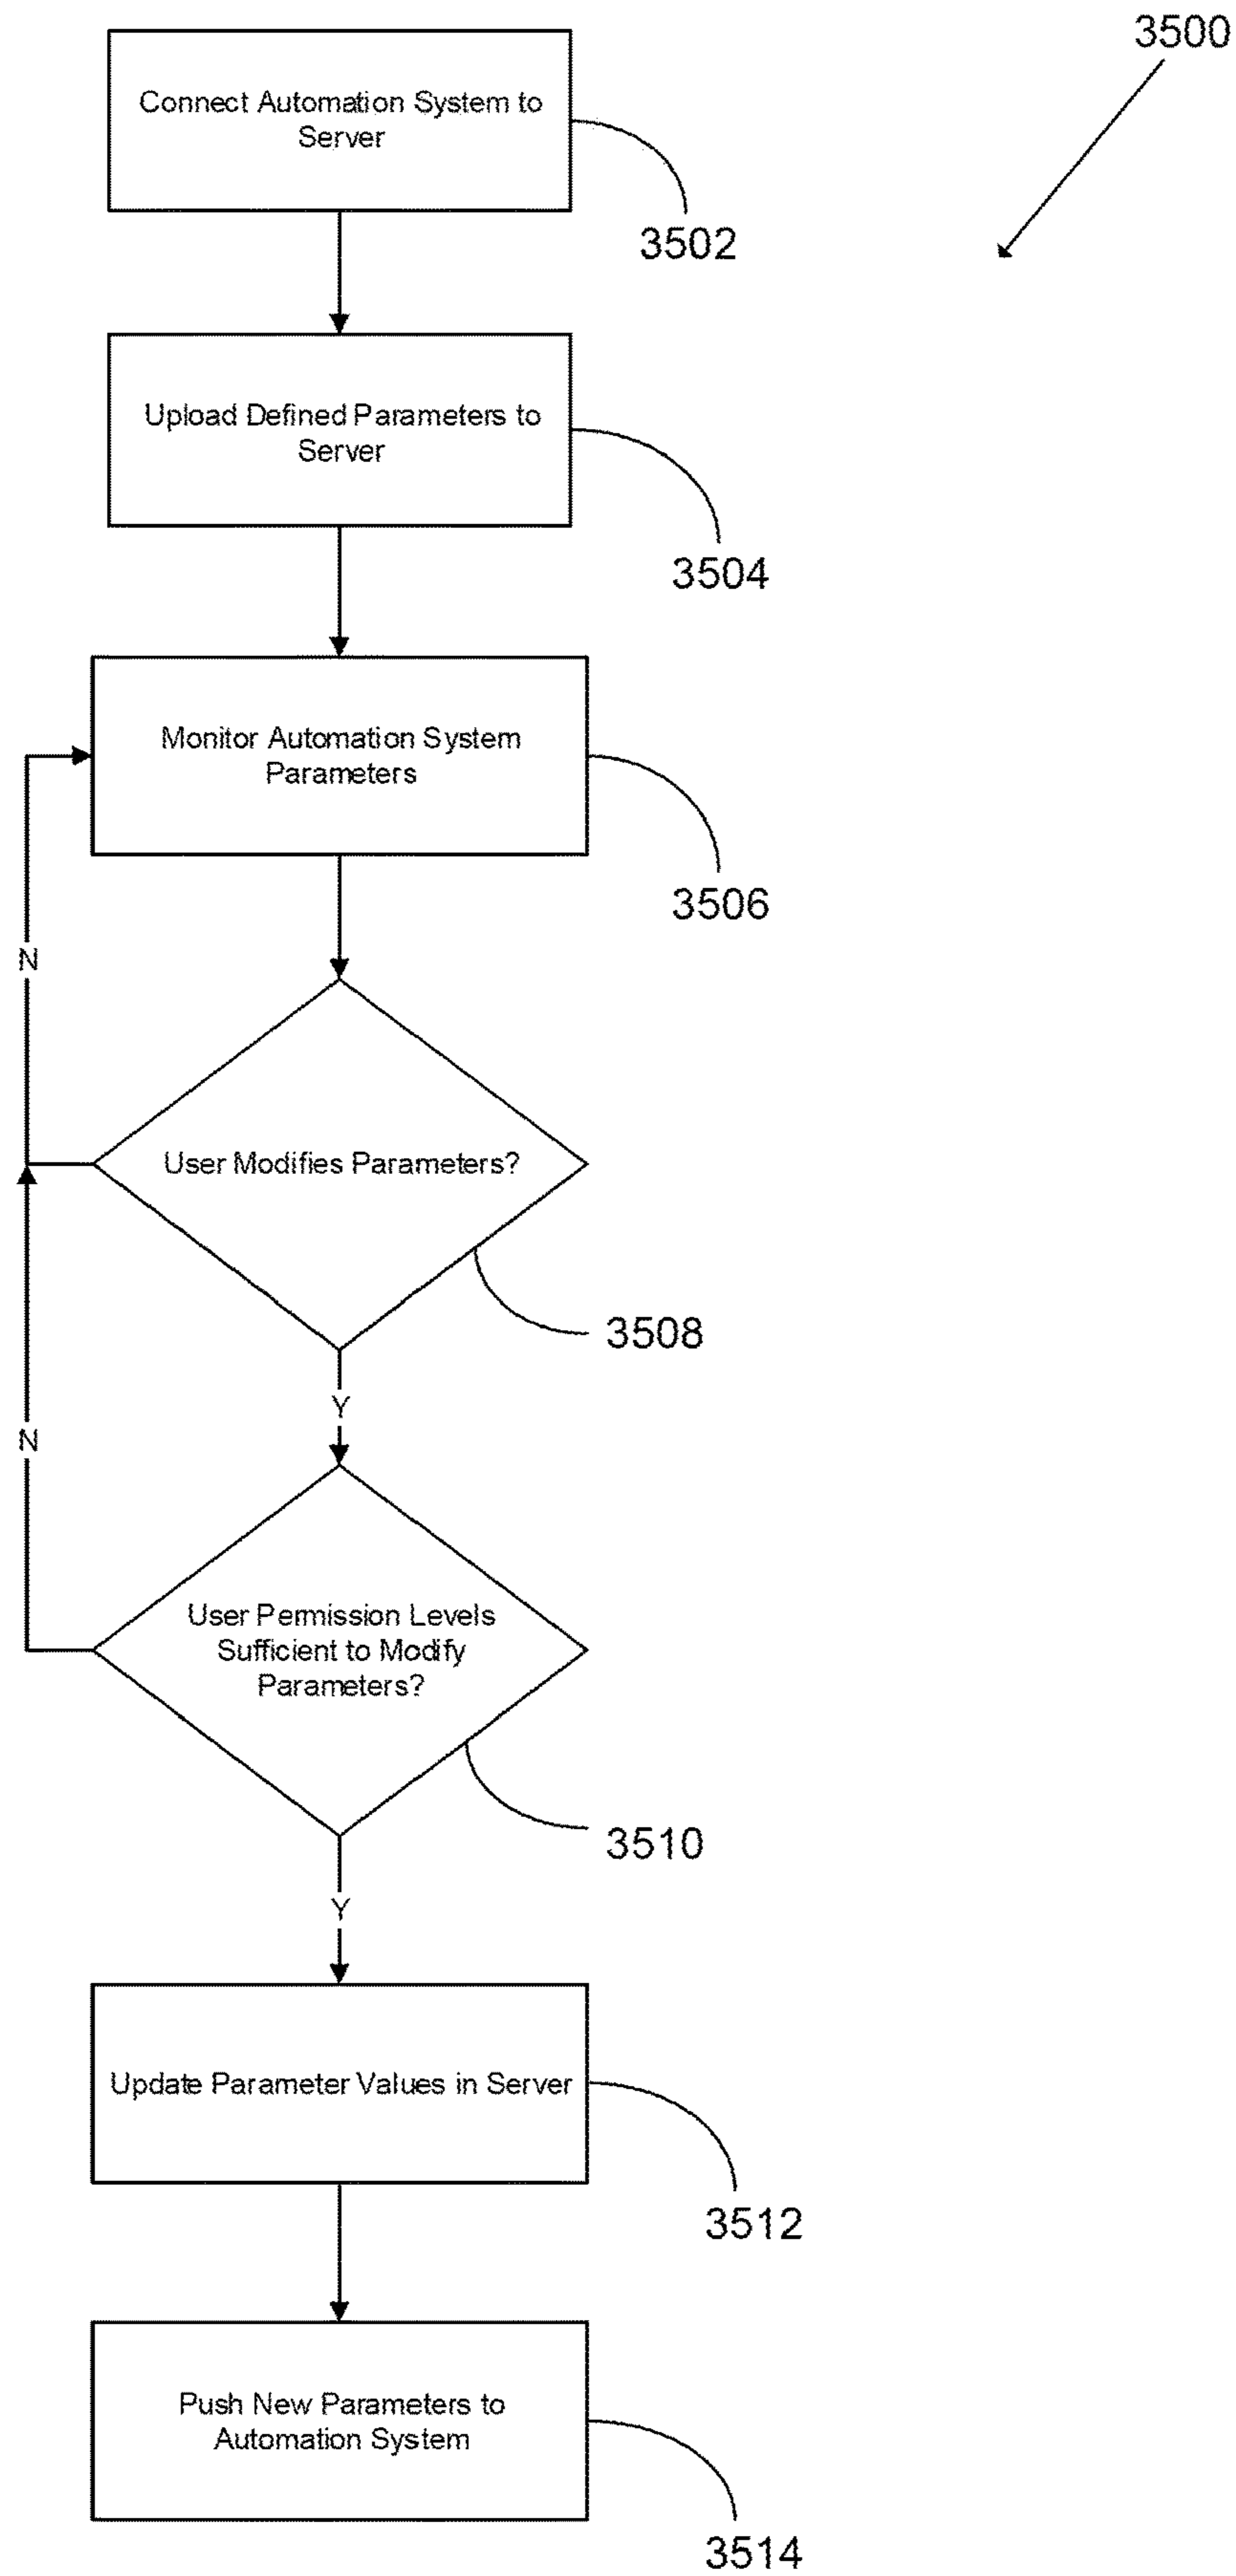 3500
Connect Automation System to
Server
3502
Upload Defined Parameters to
Server
3504
Monitor Automation System
Parameters
3506
N
User Modifies Parameters?
3508
Y
N
User Permission Levels
Sufficient to Modify
Parameters?
3510
Y
Update Parameter Values in Server
3512
Push New Parameters to
Automation System
3514